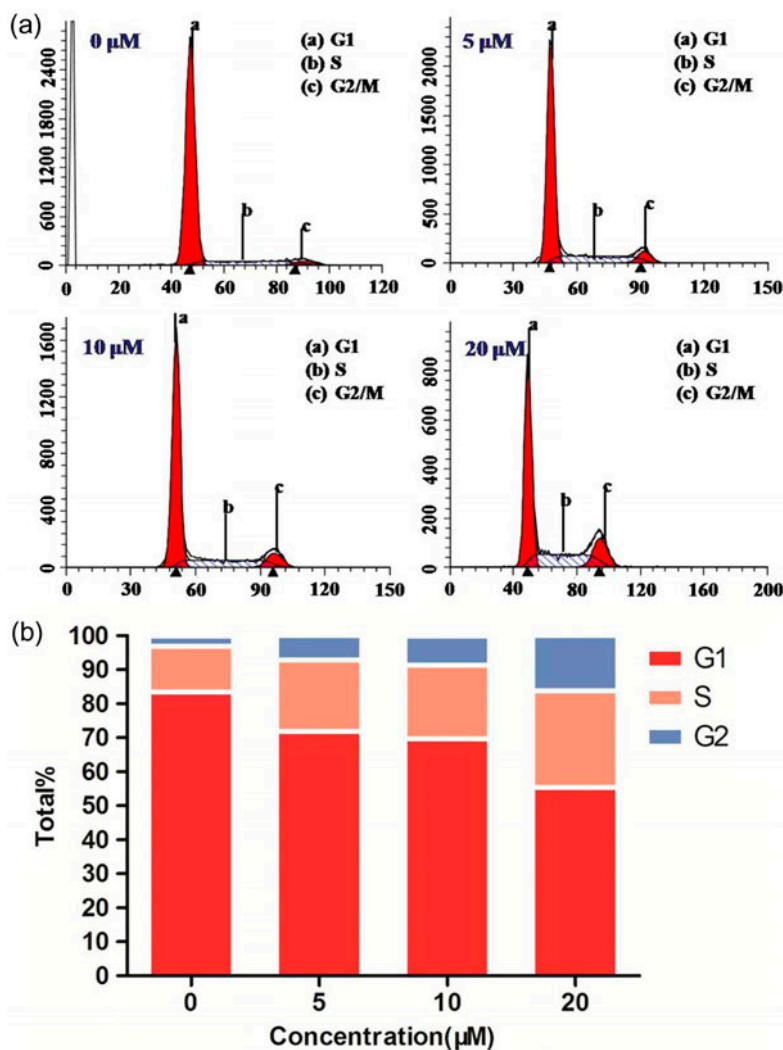 (a)
0 µM
a
(a) G1
(b) S
(c) G2/M
b
c
2400
1800
1200
600
0
0 20 40 60 80 100 120
5 µM
a
(a) G1
(b) S
(c) G2/M
b
c
2000
1500
1000
500
0
0 30 60 90 120 150
10 µM
a
(a) G1
(b) S
(c) G2/M
b
c
1600
1200
800
400
0
0 30 60 90 120 150
20 µM
a
(a) G1
(b) S
(c) G2/M
b
c
800
600
400
200
0
0 40 80 120 160 200
(b)
Total%
100
90
80
70
60
50
40
30
20
10
0
0 5 10 20
Concentration(µM)
G1
S
G2